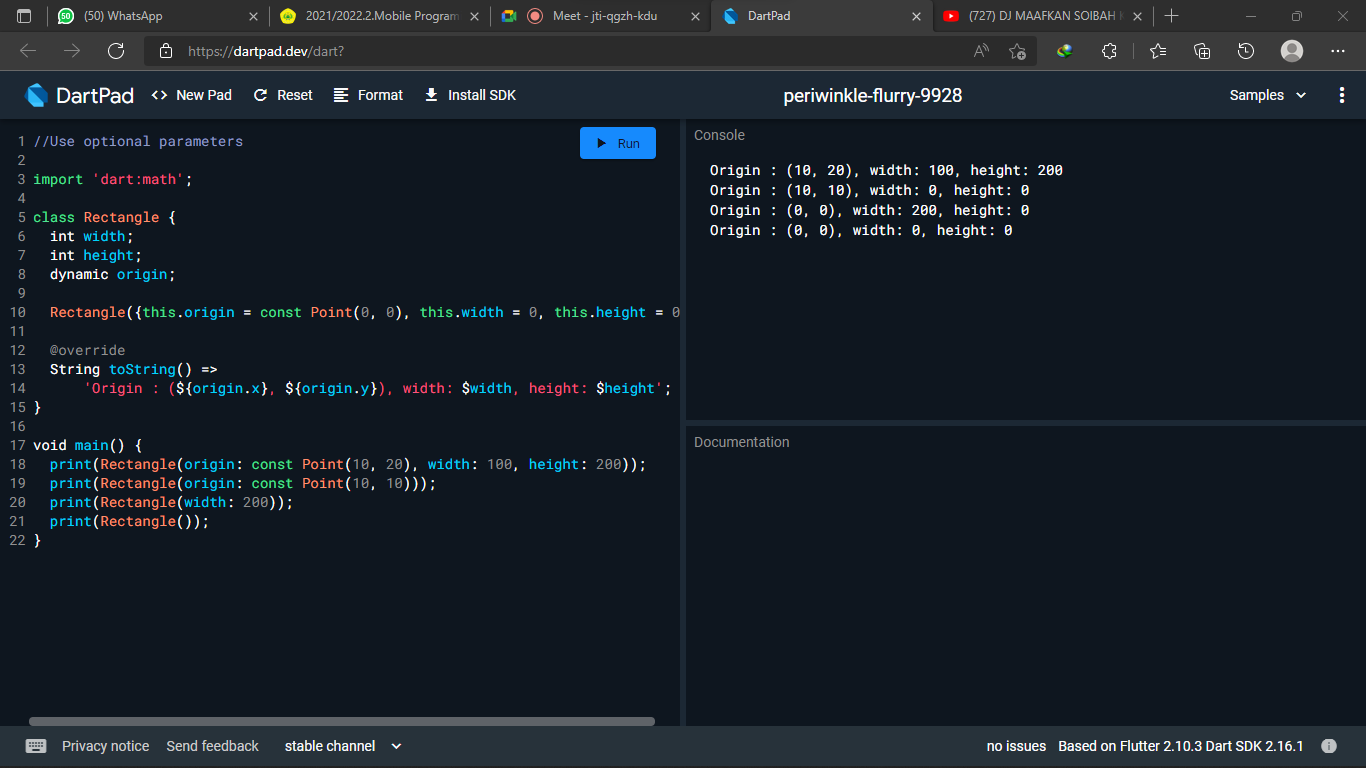 (50) WhatsApp
2021/2022.2.Mobile Program
Meet - jti-qgzh-kdu
DartPad
(727) DJ MAAFKAN SOIBAH K
https://dartpad.dev/dart?
DartPad
New Pad
Reset
Format
Install SDK
periwinkle-flurry-9928
Samples
Run
1 //Use optional parameters
2
3 import 'dart:math';
4
5 class Rectangle {
6 int width;
7 int height;
8 dynamic origin;
9
10 Rectangle({this.origin = const Point(0, 0), this.width = 0, this.height = 0
11
12 @override
13 String toString() =>
14 'Origin : (${origin.x}, ${origin.y}), width: $width, height: $height';
15 }
16
17 void main() {
18 print(Rectangle(origin: const Point(10, 20), width: 100, height: 200));
19 print(Rectangle(origin: const Point(10, 10)));
20 print(Rectangle(width: 200));
21 print(Rectangle());
22 }
Console
Origin : (10, 20), width: 100, height: 200
Origin : (10, 10), width: 0, height: 0
Origin : (0, 0), width: 200, height: 0
Origin : (0, 0), width: 0, height: 0
Documentation
Privacy notice
Send feedback
stable channel
no issues
Based on Flutter 2.10.3 Dart SDK 2.16.1